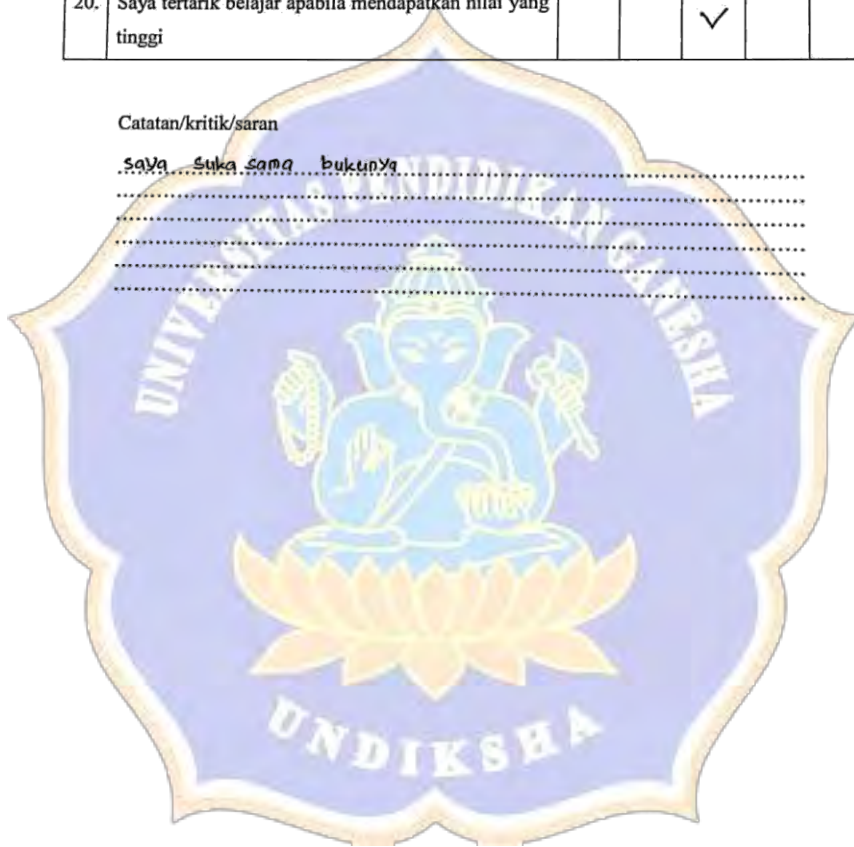 20. Saya tertarik belajar apabila mendapatkan nilai yang ✓
tinggi
Catatan/kritik/saran
saya suka sama bukunya
UNIVERSITAS PENDIDIKAN GANESHA
UNDIKSHA